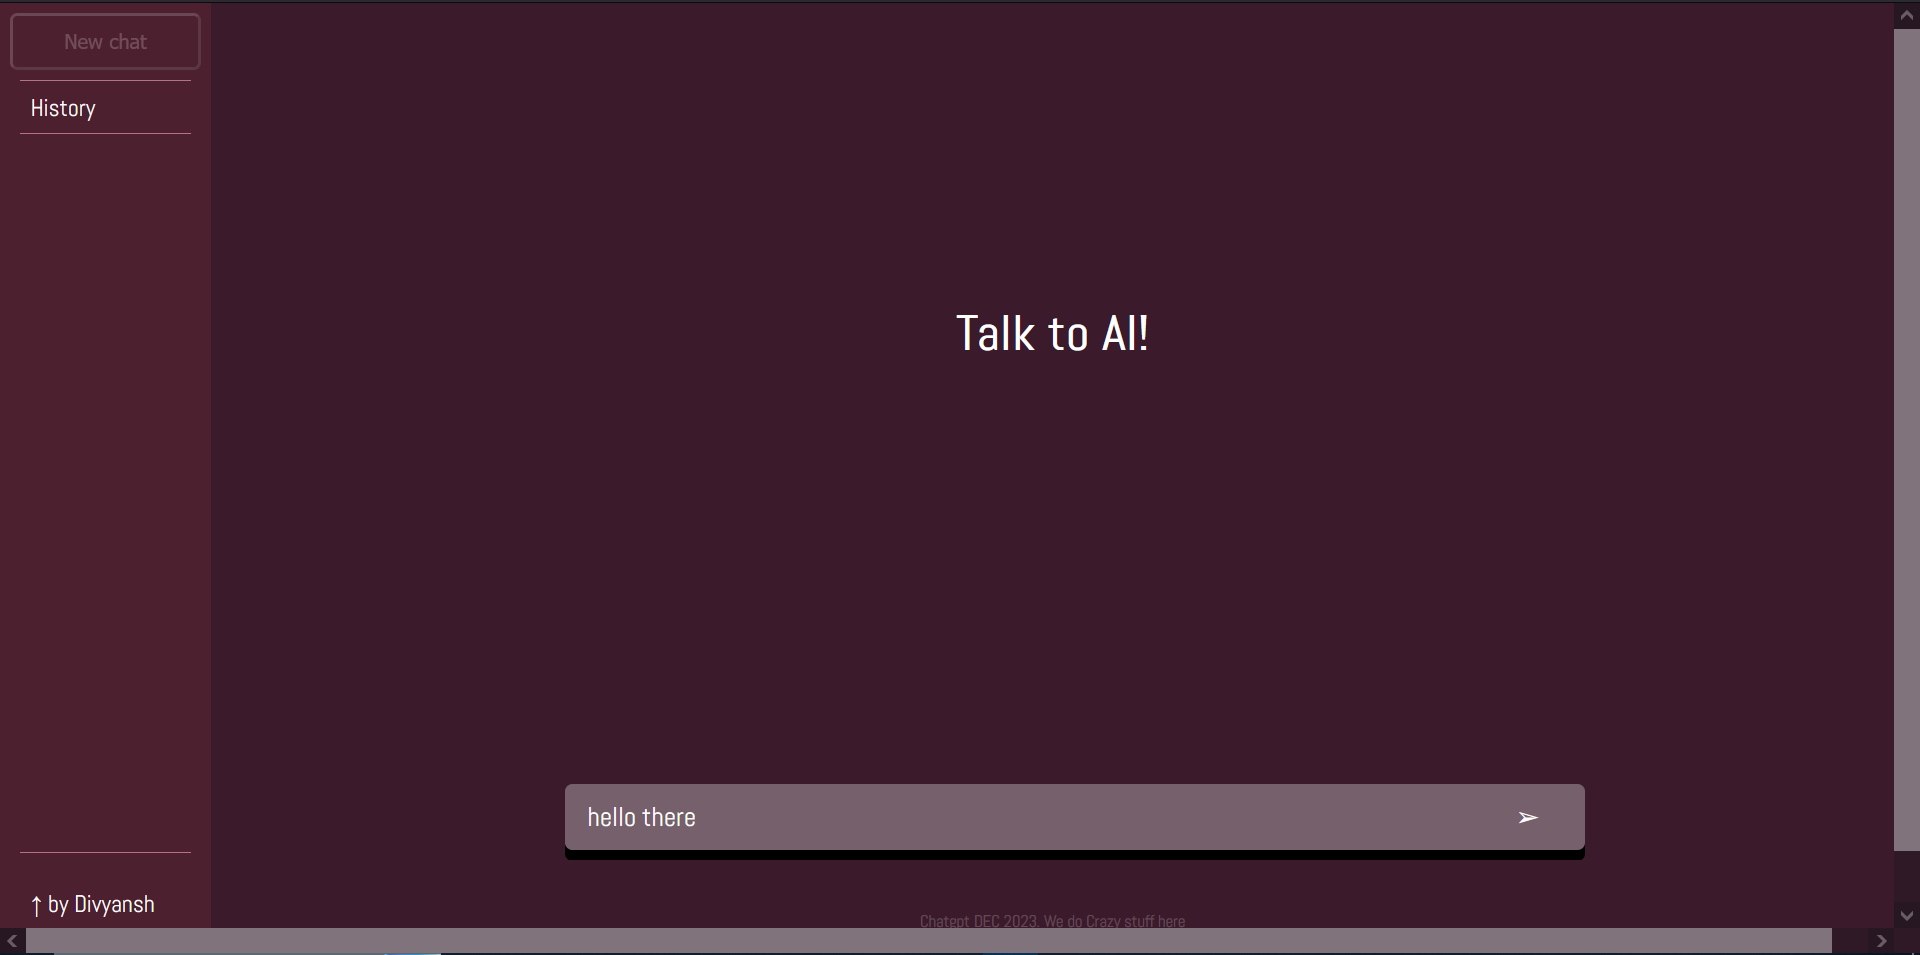 New chat
History
Talk to AI!
hello there
➢
↑ by Divyansh
Chatgpt DEC 2023. We do Crazy stuff here